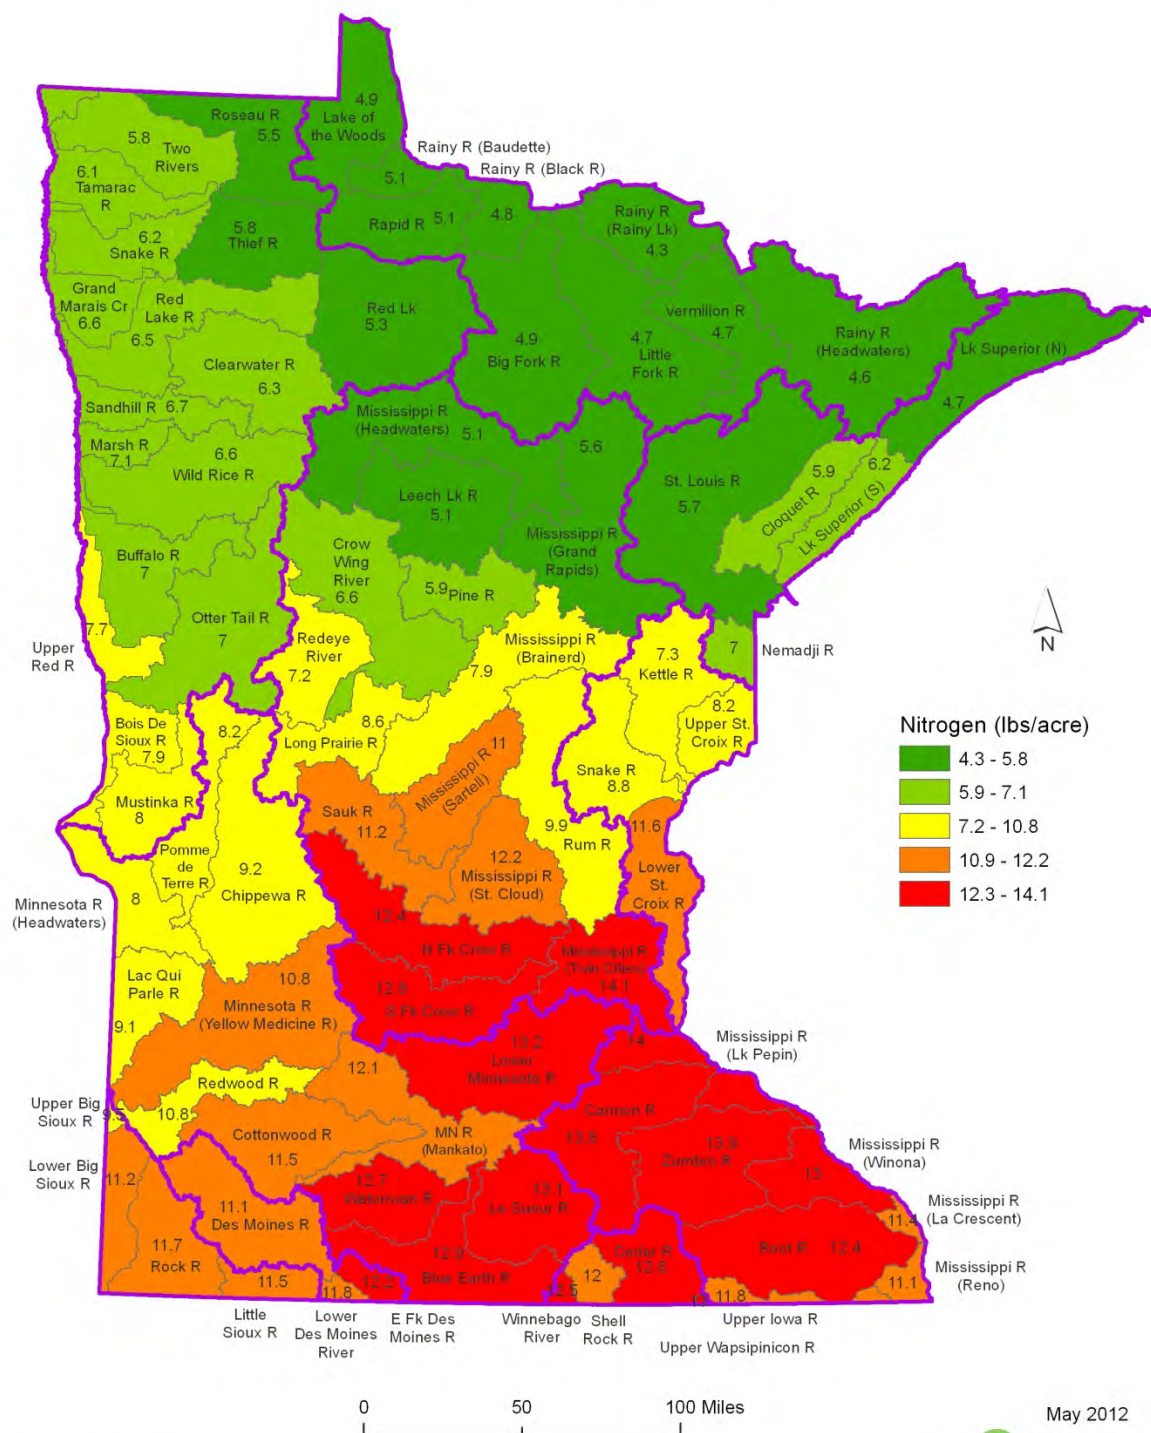 4.9
Lake of
the Woods
Roseau R
5.5
5.8
Two
Rivers
Rainy R (Baudette)
5.1
Rainy R (Black R)
4.8
6.1
Tamarac
R
Rapid R 5.1
Rainy R
(Rainy Lk)
4.3
5.8
Thief R
6.2
Snake R
Grand
Marais Cr
6.6
Red
Lake R
6.5
Red Lk
5.3
4.9
Big Fork R
4.7
Little
Fork R
Vermilion R
4.7
Rainy R
(Headwaters)
4.6
Lk Superior (N)
4.7
Clearwater R
6.3
Sandhill R 6.7
Mississippi R
(Headwaters)
5.1
5.6
Marsh R
7.1
6.6
Wild Rice R
Leech Lk R
5.1
St. Louis R
5.7
5.9
Cloquet R
6.2
Lk Superior (S)
Mississippi R
(Grand
Rapids)
Buffalo R
7
Crow
Wing
River
6.6
5.9 Pine R
7.7
Upper
Red R
Otter Tail R
7
Redeye
River
7.2
Mississippi R
(Brainerd)
7.9
7.3
Kettle R
7
Nemadji R
8.2
Upper St.
Croix R
Bois De
Sioux R
7.9
8.2
8.6
Long Prairie R
11
Mississippi R
(Sartell)
Snake R
8.8
Mustinka R
8
Sauk R
11.2
9.9
Rum R
11.6
Lower
St.
Croix R
Pomme
de
Terre R
9.2
Chippewa R
12.2
Mississippi R
(St. Cloud)
8
Minnesota R
(Headwaters)
12.4
N Fk Crow R
Mississippi R
(Twin Cities)
14.1
Lac Qui
Parle R
9.1
10.8
Minnesota R
(Yellow Medicine R)
12.8
S Fk Crow R
13.2
Lower
Minnesota R
14
Mississippi R
(Lk Pepin)
12.1
Redwood R
10.8
Upper Big
Sioux R
9.5
Cottonwood R
11.5
MN R
(Mankato)
Cannon R
13.8
13.9
Zumbro R
13
Mississippi R
(Winona)
Lower Big
Sioux R
11.2
12.7
Watonwan R
13.1
Le Sueur R
11.4
Mississippi R
(La Crescent)
11.1
Des Moines R
11.7
Rock R
12.9
Blue Earth R
Cedar R
Root R 12.4
11.1
Mississippi R
(Reno)
11.5
Little
Sioux R
11.8
Lower
Des Moines
River
12.2
E Fk Des
Moines R
12.5
Winnebago
River
12
Shell
Rock R
11.8
Upper Iowa R
Upper Wapsipinicon R
N
Nitrogen (lbs/acre)
4.3 - 5.8
5.9 - 7.1
7.2 - 10.8
10.9 - 12.2
12.3 - 14.1
0 50 100 Miles
May 2012